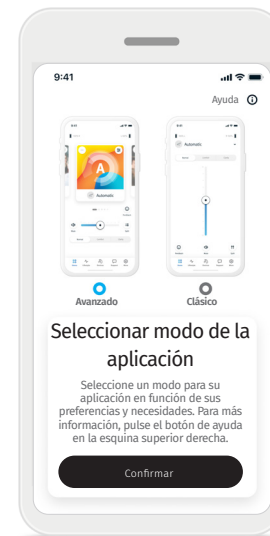 9:41
Ayuda
9:41
9:41
Automatic
Automatic
A
Avanzado
Clásico
Seleccionar modo de la
aplicación
Seleccione un modo para su
aplicación en función de sus
preferencias y necesidades. Para más
información, pulse el botón de ayuda
en la esquina superior derecha.
Confirmar